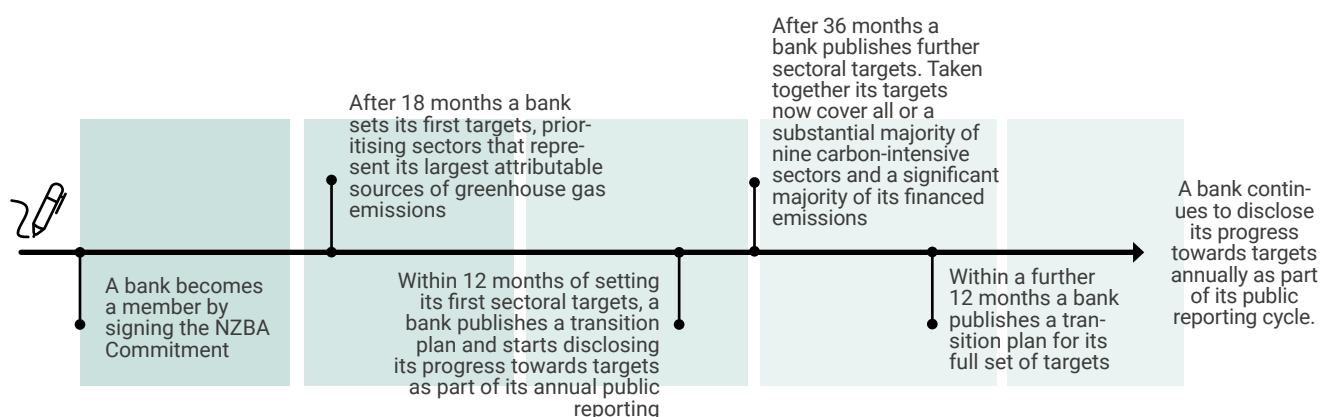 A bank becomes
a member by
signing the NZBA
Commitment
After 18 months a bank
sets its first targets, prior-
itising sectors that repre-
sent its largest attributable
sources of greenhouse gas
emissions
Within 12 months of setting
its first sectoral targets, a
bank publishes a transition
plan and starts disclosing
its progress towards targets
as part of its annual public
reporting
After 36 months a
bank publishes further
sectoral targets. Taken
together its targets
now cover all or a
substantial majority of
nine carbon-intensive
sectors and a significant
majority of its financed
emissions
Within a further
12 months a bank
publishes a tran-
sition plan for its
full set of targets
A bank contin-
ues to disclose
its progress
towards targets
annually as part
of its public
reporting cycle.